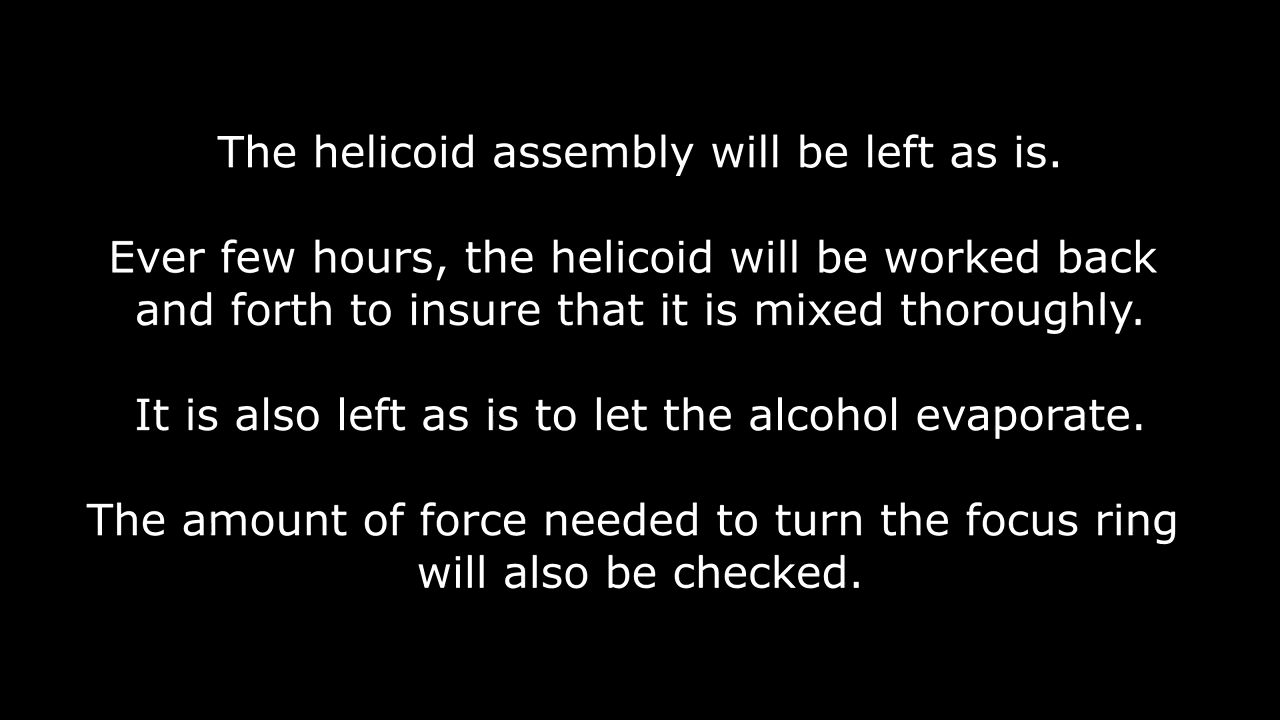 The helicoid assembly will be left as is.
Ever few hours, the helicoid will be worked back
and forth to insure that it is mixed thoroughly.
It is also left as is to let the alcohol evaporate.
The amount of force needed to turn the focus ring
will also be checked.